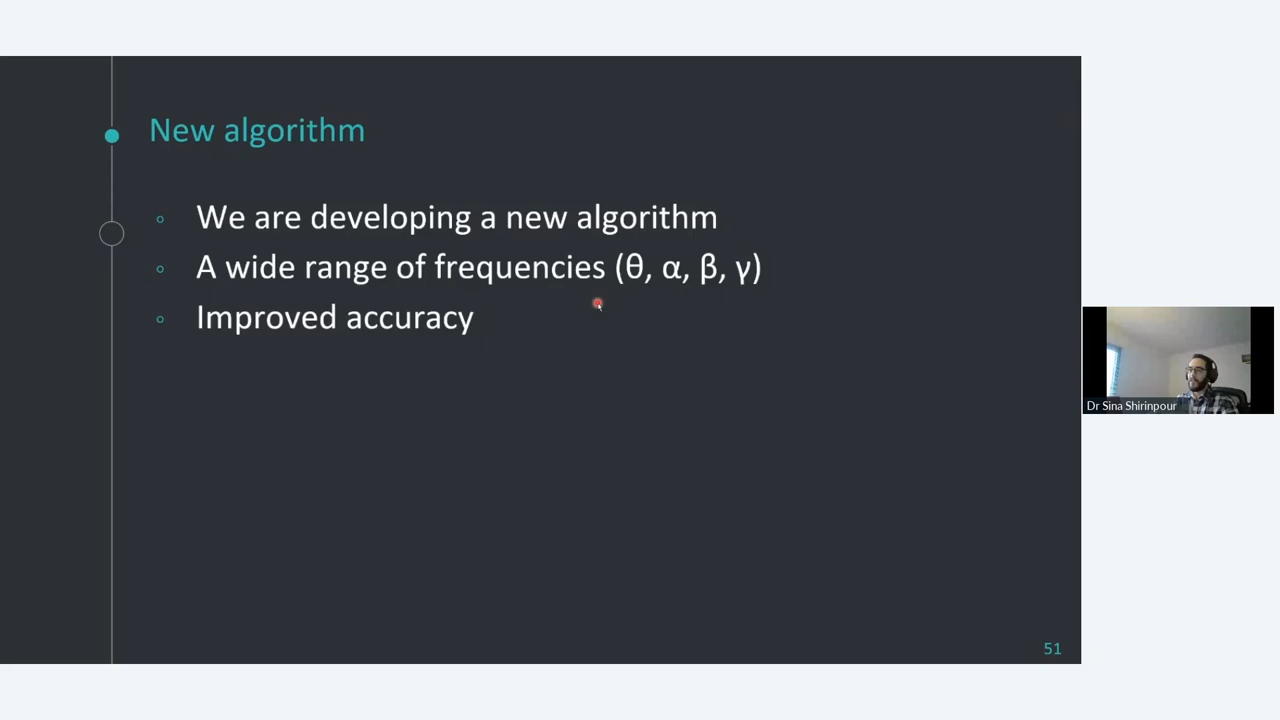 New algorithm
We are developing a new algorithm
A wide range of frequencies (θ, α, β, γ)
Improved accuracy
Dr Sina Shirinpour
51